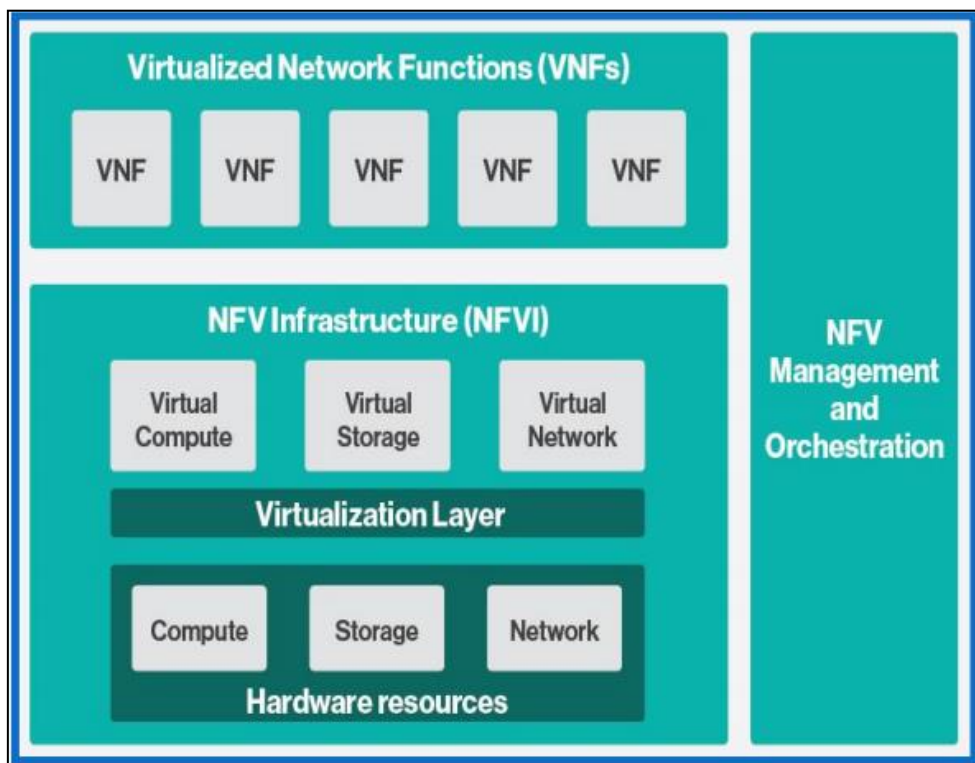 Virtualized Network Functions (VNFs)
VNF
VNF
VNF
VNF
VNF
NFV Infrastructure (NFVI)
Virtual
Compute
Virtual
Storage
Virtual
Network
Virtualization Layer
Compute
Storage
Network
Hardware resources
NFV
Management
and
Orchestration